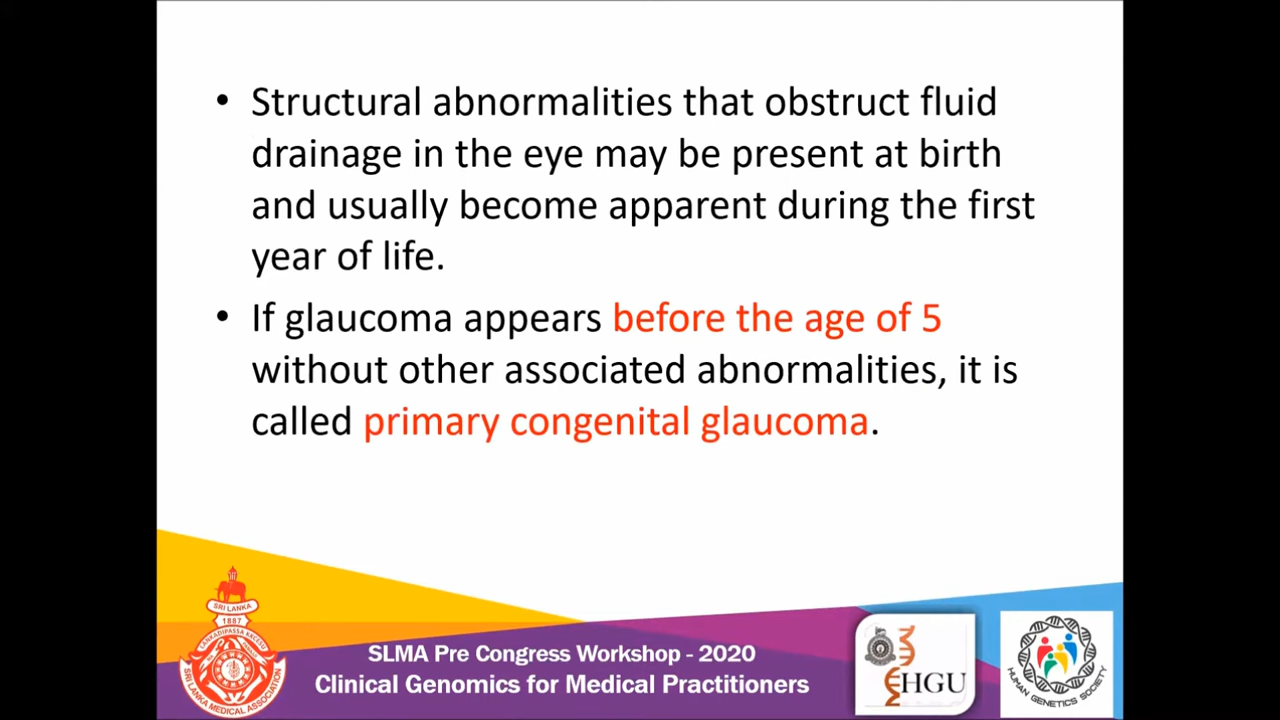 • Structural abnormalities that obstruct fluid
drainage in the eye may be present at birth
and usually become apparent during the first
year of life.
• If glaucoma appears before the age of 5
without other associated abnormalities, it is
called primary congenital glaucoma.
SRI LANKA
1887
SRI LANKA MEDICAL ASSOCIATION
SLMA Pre Congress Workshop - 2020
Clinical Genomics for Medical Practitioners
HGU
HUMAN GENETICS SOCIETY